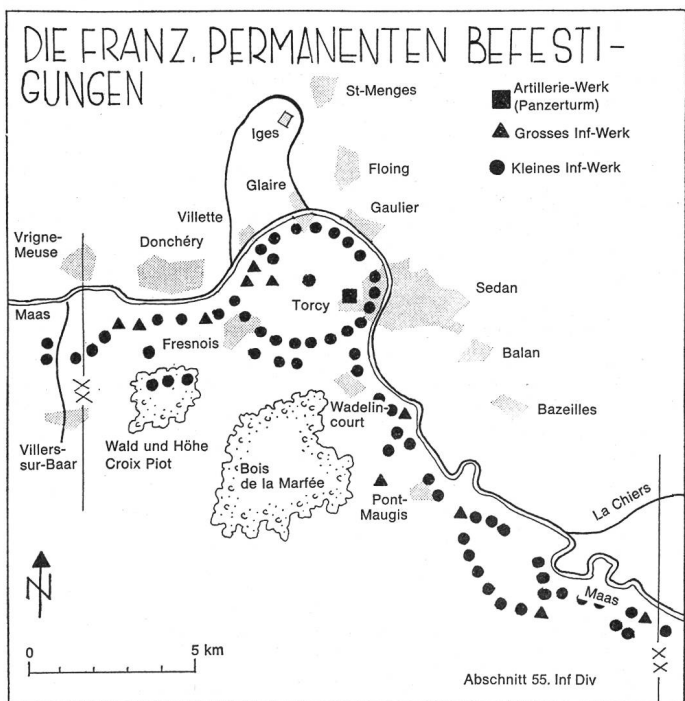 DIE FRANZ. PERMANENTEN BEFESTI-
GUNGEN
St-Menges
Artillerie-Werk
(Panzerturm)
Iges
Grosses Inf-Werk
Floing
Kleines Inf-Werk
Glaire
Villette
Gaulier
Vrigne-
Meuse
Donchéry
Sedan
Torcy
Maas
Fresnois
Balan
Wadelin-
court
Bazeilles
Villers-
sur-Baar
Wald und Höhe
Croix Piot
Bois
de la Marfée
Pont-
Maugis
La Chiers
Maas
N
XX
XX
0 5 km
Abschnitt 55. Inf Div